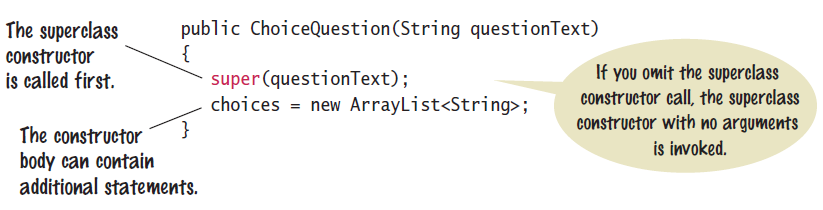 The superclass
constructor
is called first.
public ChoiceQuestion(String questionText)
{
super(questionText);
choices = new ArrayList<String>;
}
The constructor
body can contain
additional statements.
If you omit the superclass
constructor call, the superclass
constructor with no arguments
is invoked.